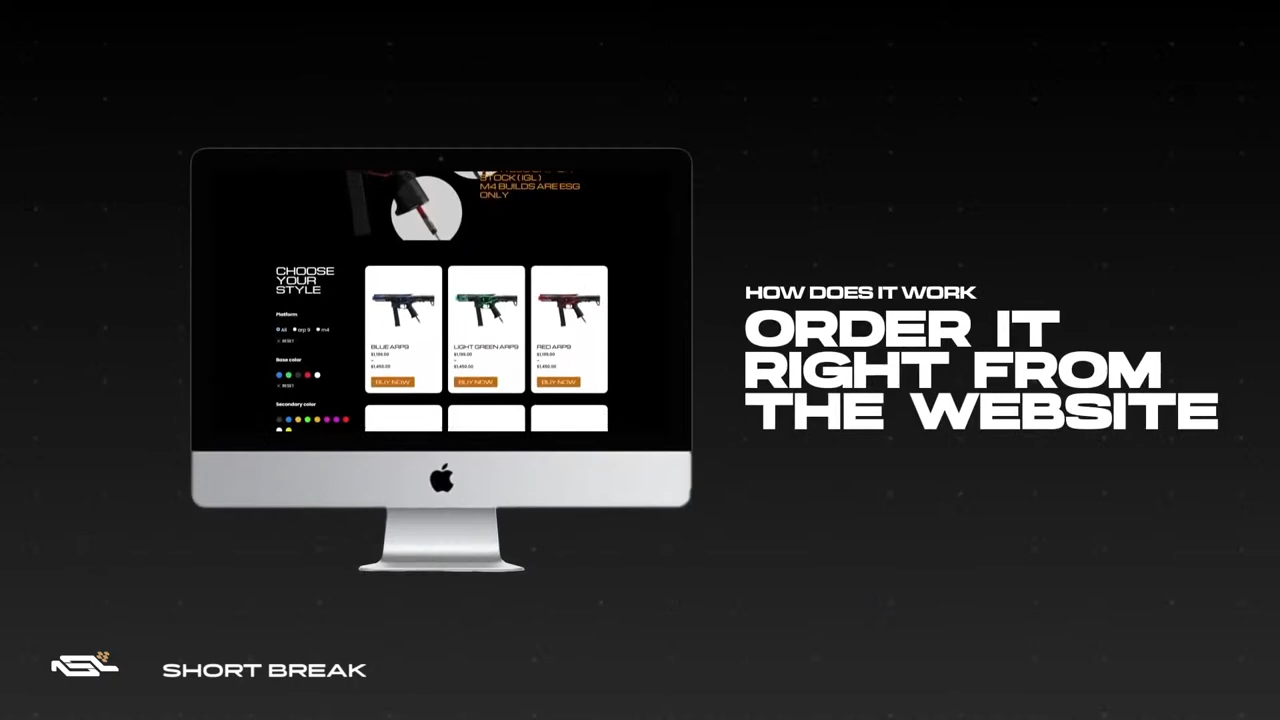 STOCK ( IGL )
M4 BUILDS ARE ESG
ONLY
CHOOSE
YOUR
STYLE
Platform
All arp 9 m4
× RESET
Base color
× RESET
Secondary color
BLUE ARP9
$1,199.00
–
$1,450.00
BUY NOW
LIGHT GREEN ARP9
$1,199.00
–
$1,450.00
BUY NOW
RED ARP9
$1,199.00
–
$1,450.00
BUY NOW
HOW DOES IT WORK
ORDER IT
RIGHT FROM
THE WEBSITE
NSL
SHORT BREAK